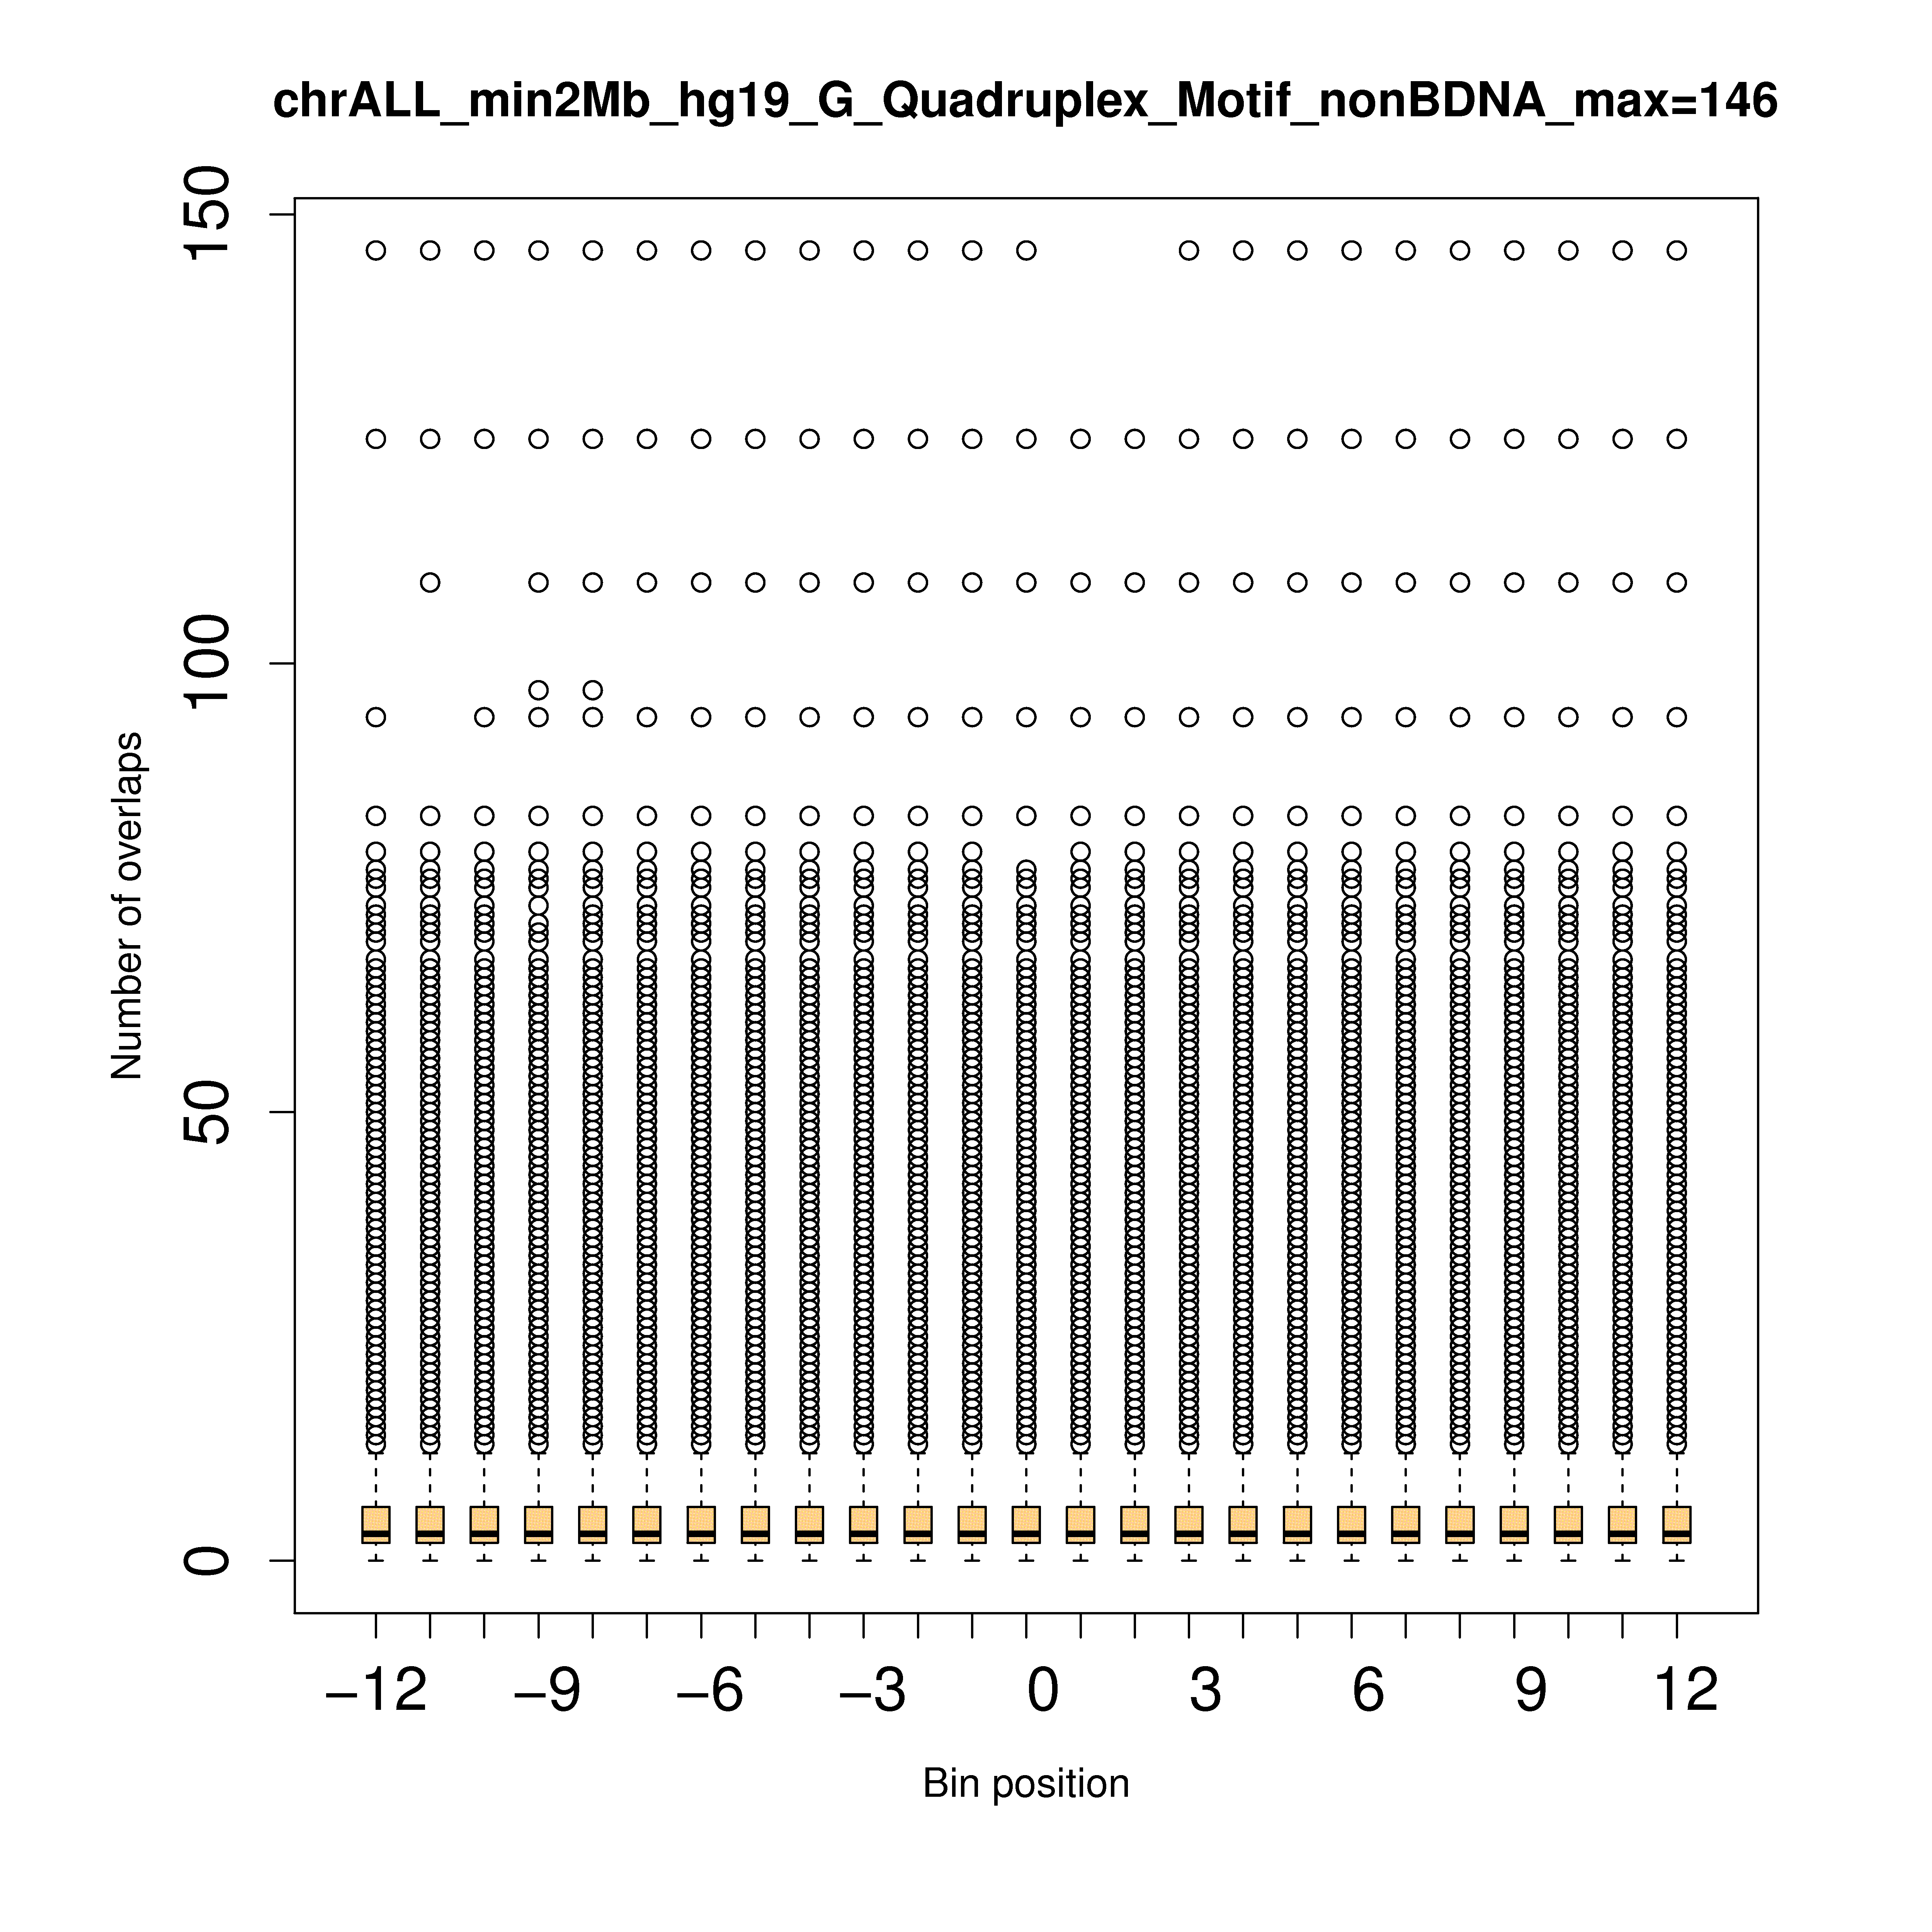 chrALL_min2Mb_hg19_G_Quadruplex_Motif_nonBDNA_max=146
150
100
50
0
Number of overlaps
−12 −9 −6 −3 0 3 6 9 12
Bin position